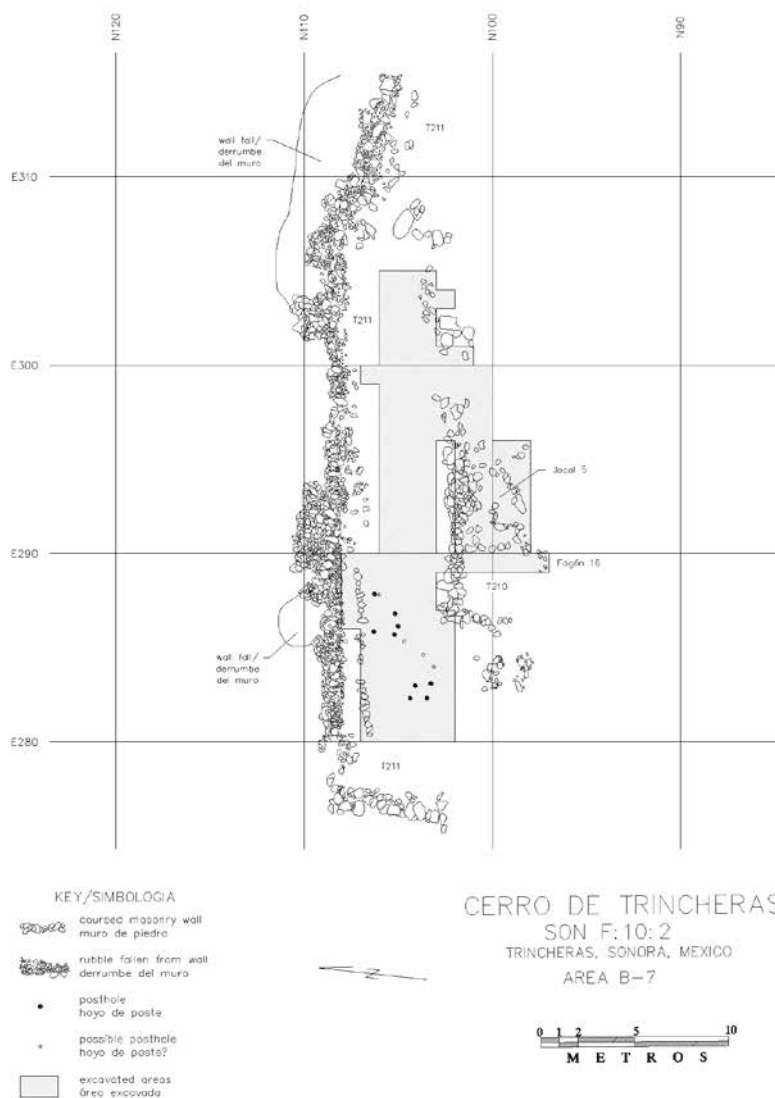 N120
N110
N100
N90
wall fall/
derrumbe
del muro
T211
E310
T211
E300
Jacal 5
E290
Fogón 16
T210
wall fall/
derrumbe
del muro
E280
T211
KEY/SIMBOLOGIA
coursed masonry wall
muro de piedra
rubble fallen from wall
derrumbe del muro
posthole
hoyo de poste
possible posthole
hoyo de poste?
excavated areas
área excavada
CERRO DE TRINCHERAS
SON F:10:2
TRINCHERAS, SONORA, MEXICO
AREA B-7
0 1 2 5 10
METROS